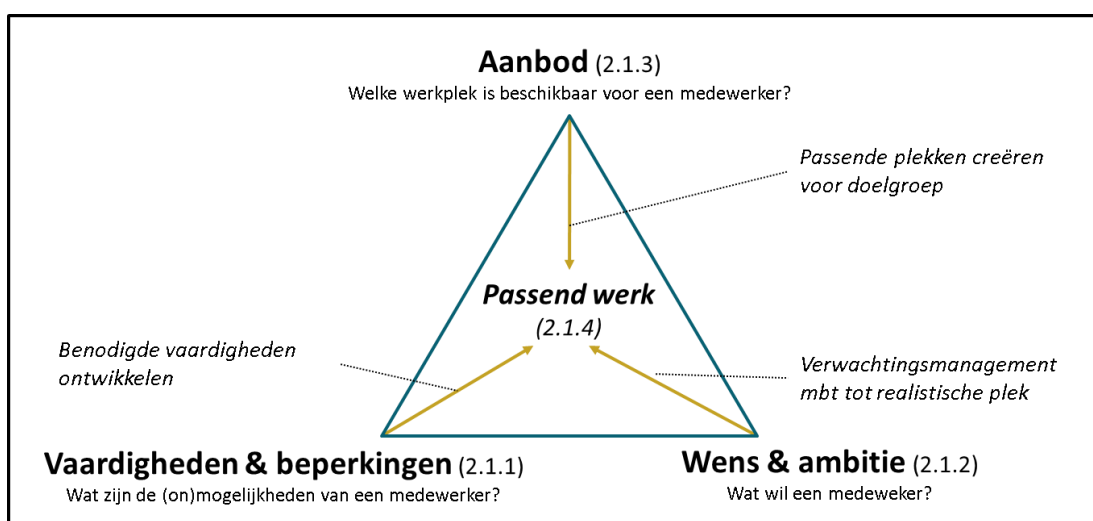 Aanbod (2.1.3)
Welke werkplek is beschikbaar voor een medewerker?
Passende plekken creëren
voor doelgroep
Passend werk
(2.1.4)
Benodigde vaardigheden
ontwikkelen
Verwachtingsmanagement
mbt tot realistische plek
Vaardigheden & beperkingen (2.1.1)
Wat zijn de (on)mogelijkheden van een medewerker?
Wens & ambitie (2.1.2)
Wat wil een medeweker?